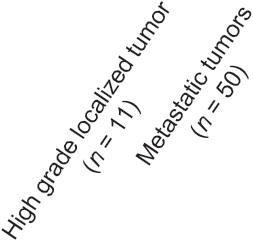 High grade localized tumor
(n = 11)
Metastatic tumors
(n = 50)